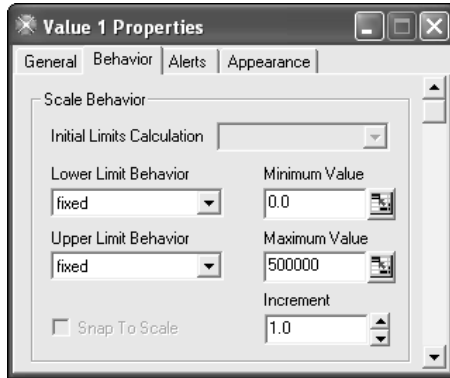 Value 1 Properties
General Behavior Alerts Appearance
Scale Behavior
Initial Limits Calculation
Lower Limit Behavior Minimum Value
fixed 0.0
Upper Limit Behavior Maximum Value
fixed 500000
Increment
Snap To Scale 1.0